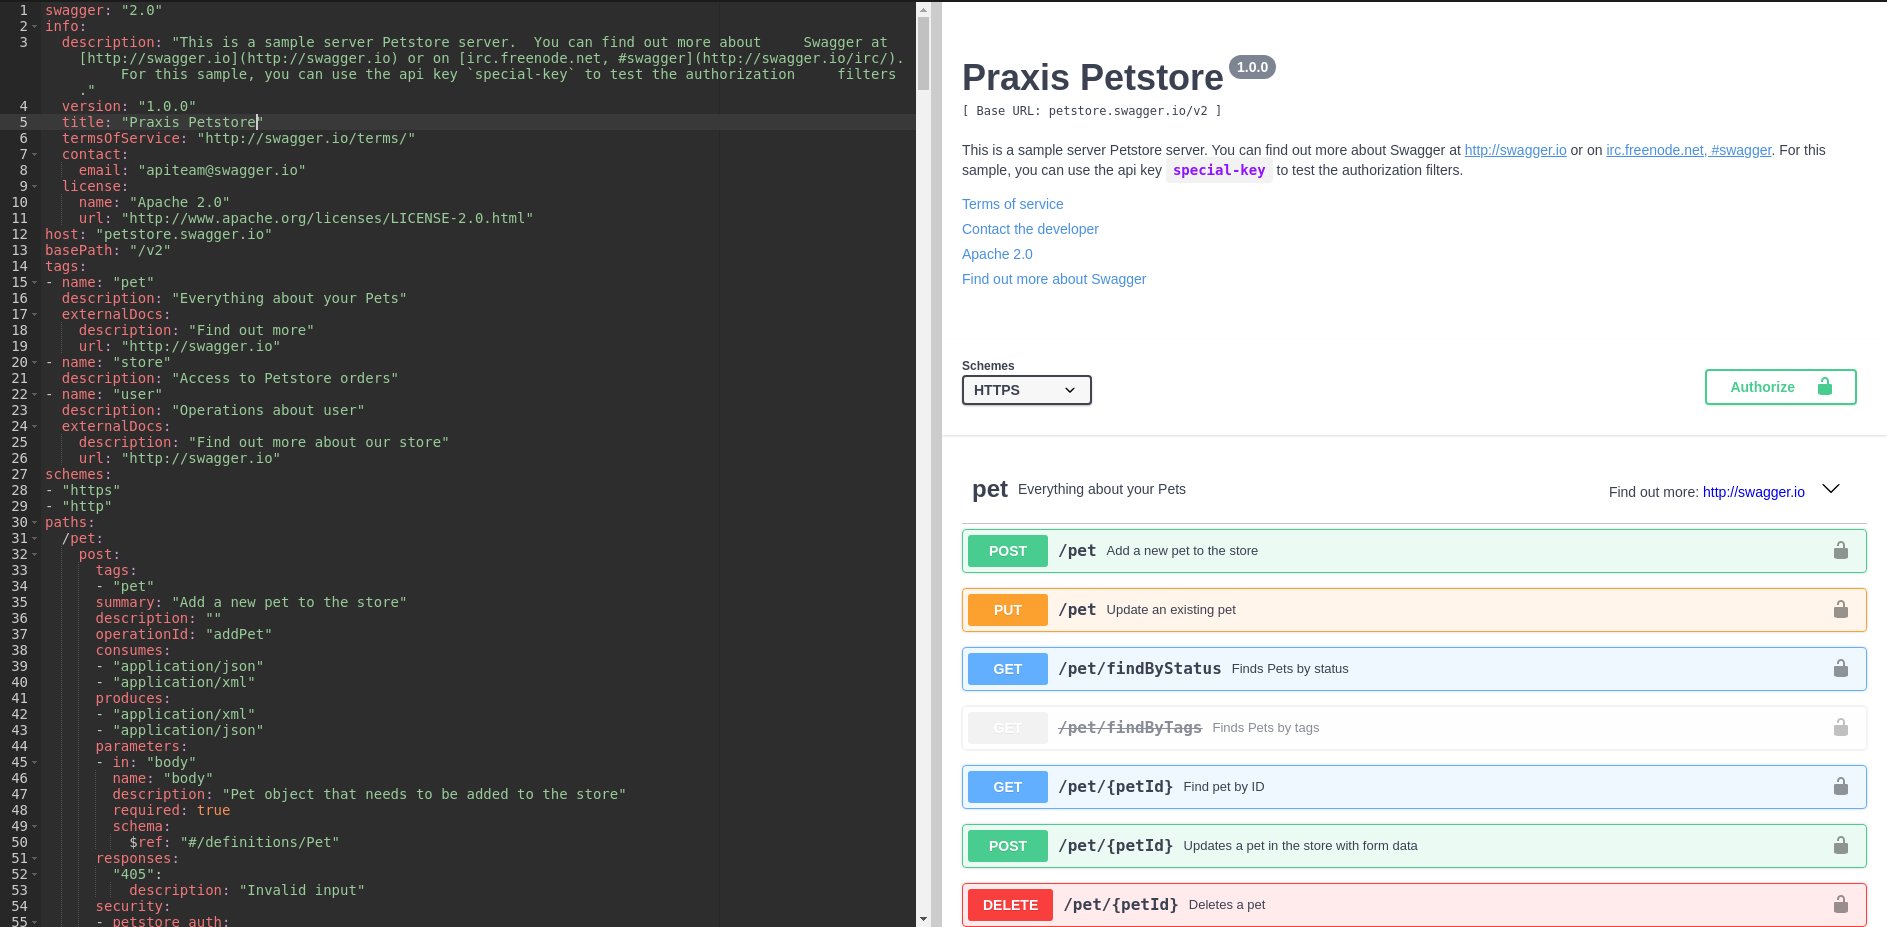 1 swagger: "2.0"
2 info:
3 description: "This is a sample server Petstore server.  You can find out more about     Swagger at
[http://swagger.io](http://swagger.io) or on [irc.freenode.net, #swagger](http://swagger.io/irc/).
For this sample, you can use the api key `special-key` to test the authorization     filters
."
4 version: "1.0.0"
5 title: "Praxis Petstore"
6 termsOfService: "http://swagger.io/terms/"
7 contact:
8 email: "apiteam@swagger.io"
9 license:
10 name: "Apache 2.0"
11 url: "http://www.apache.org/licenses/LICENSE-2.0.html"
12 host: "petstore.swagger.io"
13 basePath: "/v2"
14 tags:
15 - name: "pet"
16 description: "Everything about your Pets"
17 externalDocs:
18 description: "Find out more"
19 url: "http://swagger.io"
20 - name: "store"
21 description: "Access to Petstore orders"
22 - name: "user"
23 description: "Operations about user"
24 externalDocs:
25 description: "Find out more about our store"
26 url: "http://swagger.io"
27 schemes:
28 - "https"
29 - "http"
30 paths:
31 /pet:
32 post:
33 tags:
34 - "pet"
35 summary: "Add a new pet to the store"
36 description: ""
37 operationId: "addPet"
38 consumes:
39 - "application/json"
40 - "application/xml"
41 produces:
42 - "application/xml"
43 - "application/json"
44 parameters:
45 - in: "body"
46 name: "body"
47 description: "Pet object that needs to be added to the store"
48 required: true
49 schema:
50 $ref: "#/definitions/Pet"
51 responses:
52 "405":
53 description: "Invalid input"
54 security:
55 - petstore_auth:
Praxis Petstore 1.0.0
[ Base URL: petstore.swagger.io/v2 ]
This is a sample server Petstore server. You can find out more about Swagger at http://swagger.io or on irc.freenode.net, #swagger. For this
sample, you can use the api key special-key to test the authorization filters.
Terms of service
Contact the developer
Apache 2.0
Find out more about Swagger
Schemes
HTTPS
Authorize
pet Everything about your Pets Find out more: http://swagger.io
POST /pet Add a new pet to the store
PUT /pet Update an existing pet
GET /pet/findByStatus Finds Pets by status
GET /pet/findByTags Finds Pets by tags
GET /pet/{petId} Find pet by ID
POST /pet/{petId} Updates a pet in the store with form data
DELETE /pet/{petId} Deletes a pet